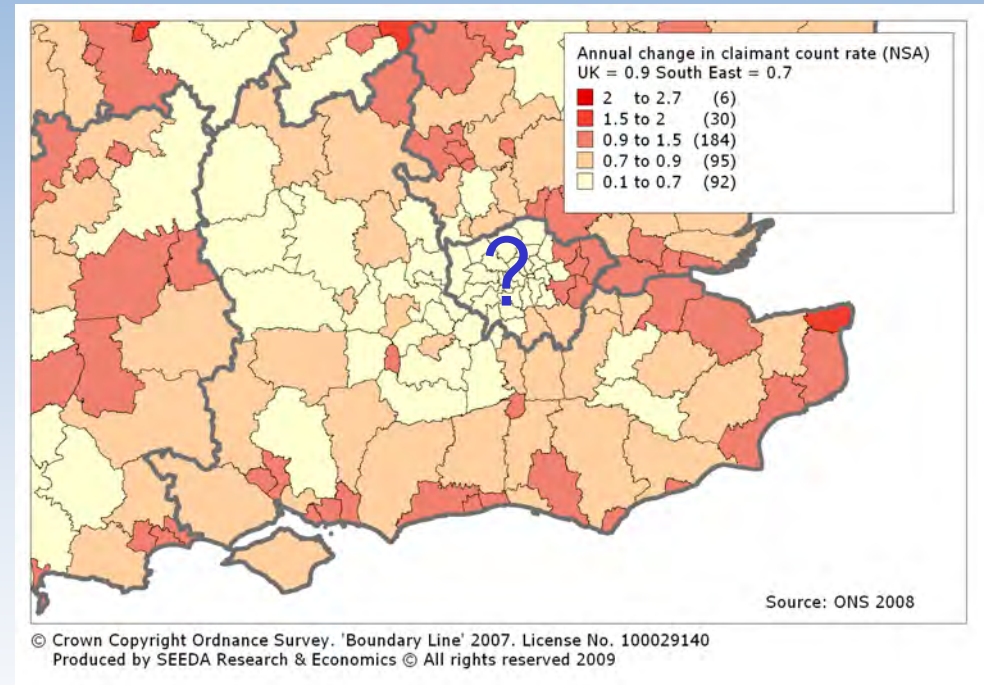 Annual change in claimant count rate (NSA)
UK = 0.9 South East = 0.7
2 to 2.7 (6)
1.5 to 2 (30)
0.9 to 1.5 (184)
0.7 to 0.9 (95)
0.1 to 0.7 (92)
?
Source: ONS 2008
© Crown Copyright Ordnance Survey. 'Boundary Line' 2007. License No. 100029140
Produced by SEEDA Research & Economics © All rights reserved 2009